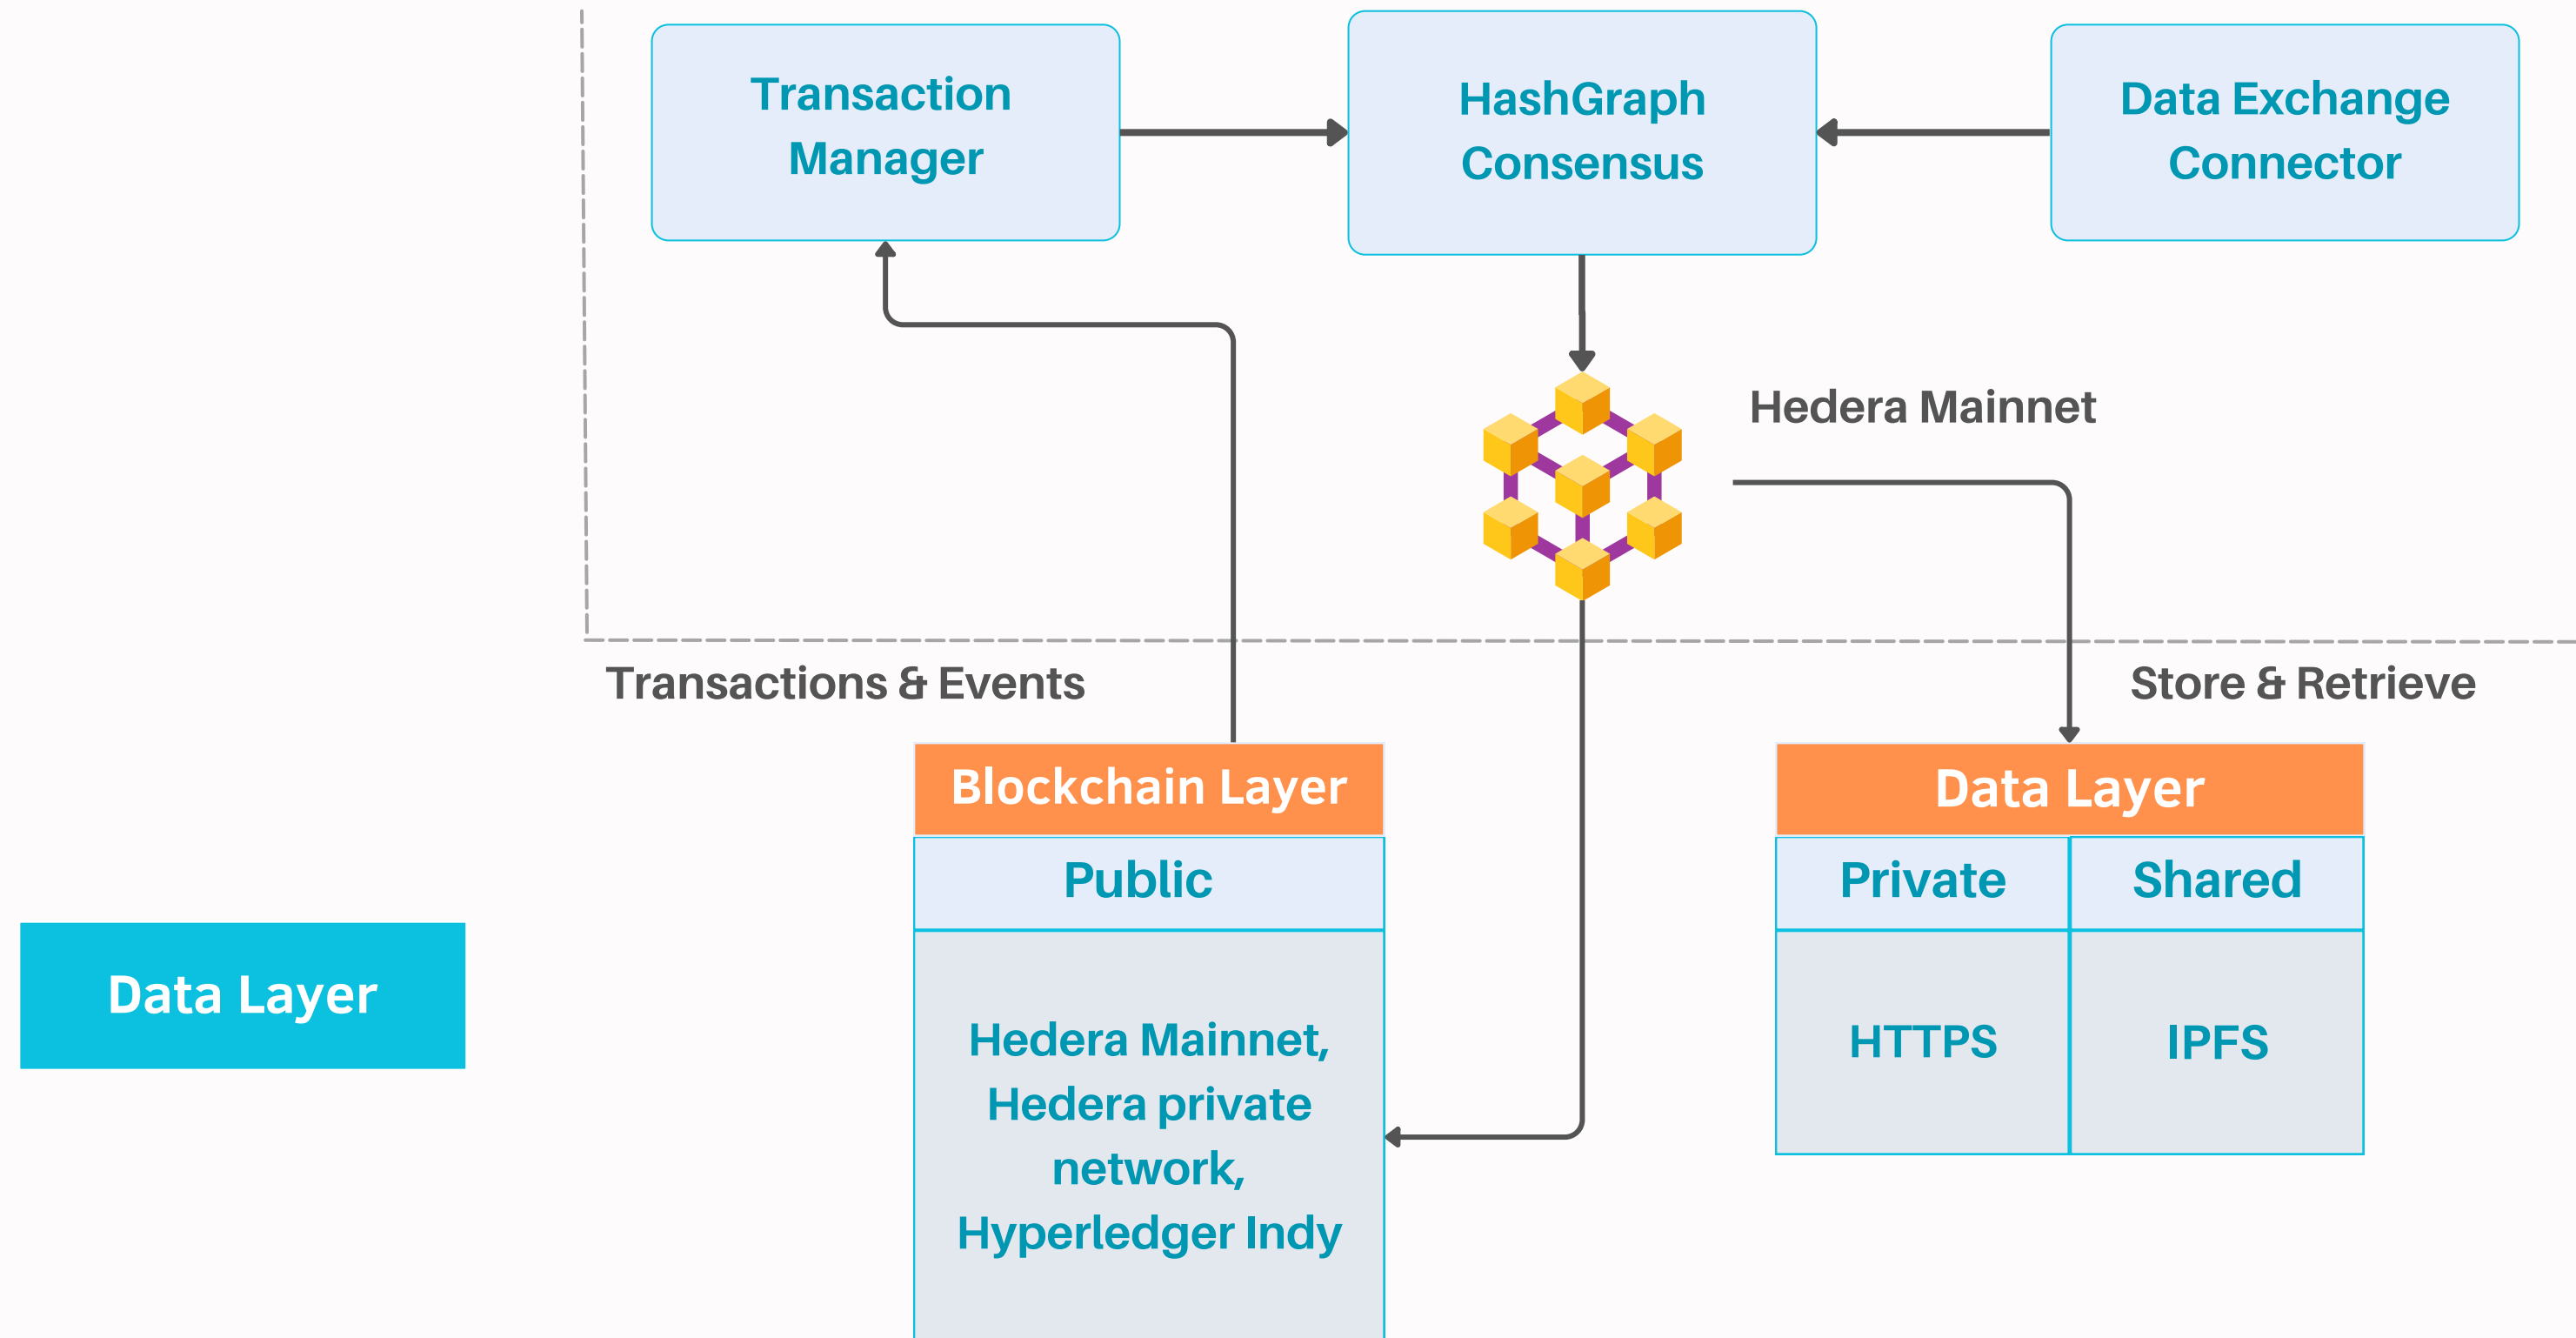 Transaction
Manager
HashGraph
Consensus
Data Exchange
Connector
Hedera Mainnet
Transactions & Events
Store & Retrieve
Blockchain Layer
Public
Hedera Mainnet,
Hedera private
network,
Hyperledger Indy
Data Layer
Private
Shared
HTTPS
IPFS
Data Layer